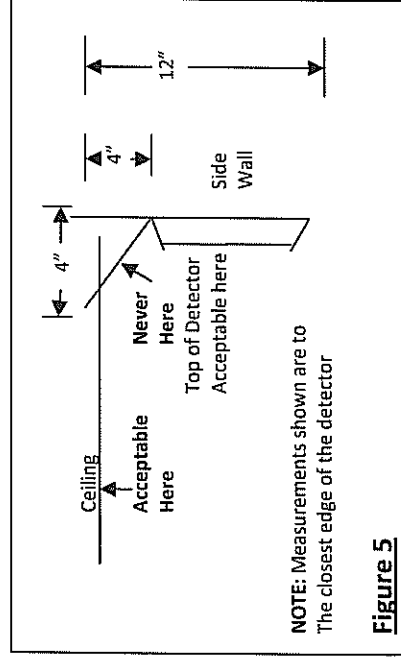 4"
4"
12"
Ceiling
Acceptable
Here
Never
Here
Side
Wall
Top of Detector
Acceptable here
NOTE: Measurements shown are to
The closest edge of the detector
Figure 5